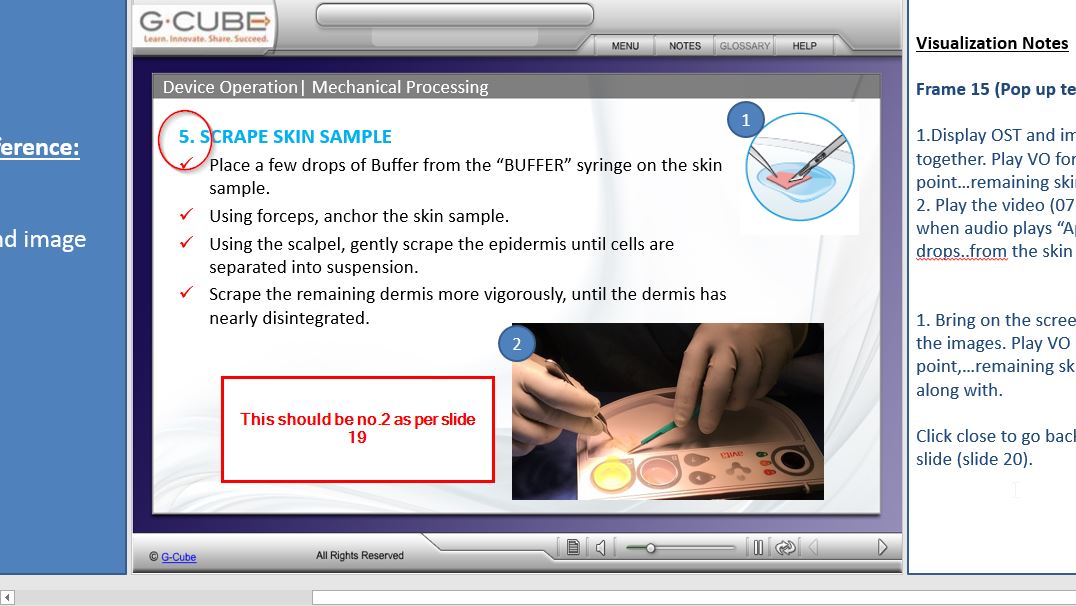 G-CUBE
Learn. Innovate. Share. Succeed.
MENU
NOTES
GLOSSARY
HELP
Device Operation| Mechanical Processing
5. SCRAPE SKIN SAMPLE
Place a few drops of Buffer from the “BUFFER” syringe on the skin
sample.
Using forceps, anchor the skin sample.
Using the scalpel, gently scrape the epidermis until cells are
separated into suspension.
Scrape the remaining dermis more vigorously, until the dermis has
nearly disintegrated.
1
2
This should be no.2 as per slide
19
© G-Cube
All Rights Reserved
erence:
d image
Visualization Notes
Frame 15 (Pop up te
1.Display OST and im
together. Play VO for
point…remaining ski
2. Play the video (07
when audio plays “A
drops..from the skin
1. Bring on the scree
the images. Play VO
point,…remaining sk
along with.
Click close to go bac
slide (slide 20).